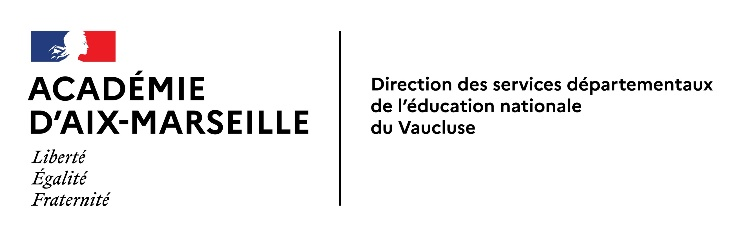 ACADÉMIE
D'AIX-MARSEILLE
Liberté
Égalité
Fraternité
Direction des services départementaux
de l'éducation nationale
du Vaucluse